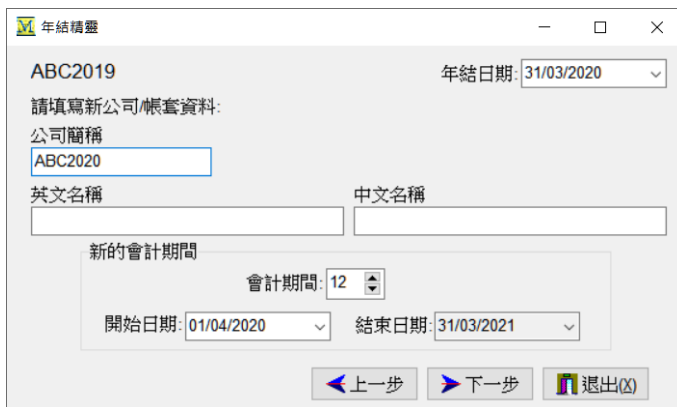 年結精靈
ABC2019
年結日期: 31/03/2020
請填寫新公司/帳套資料:
公司簡稱
ABC2020
英文名稱 中文名稱
新的會計期間
會計期間: 12
開始日期: 01/04/2020 結束日期: 31/03/2021
上一步 下一步 退出(X)